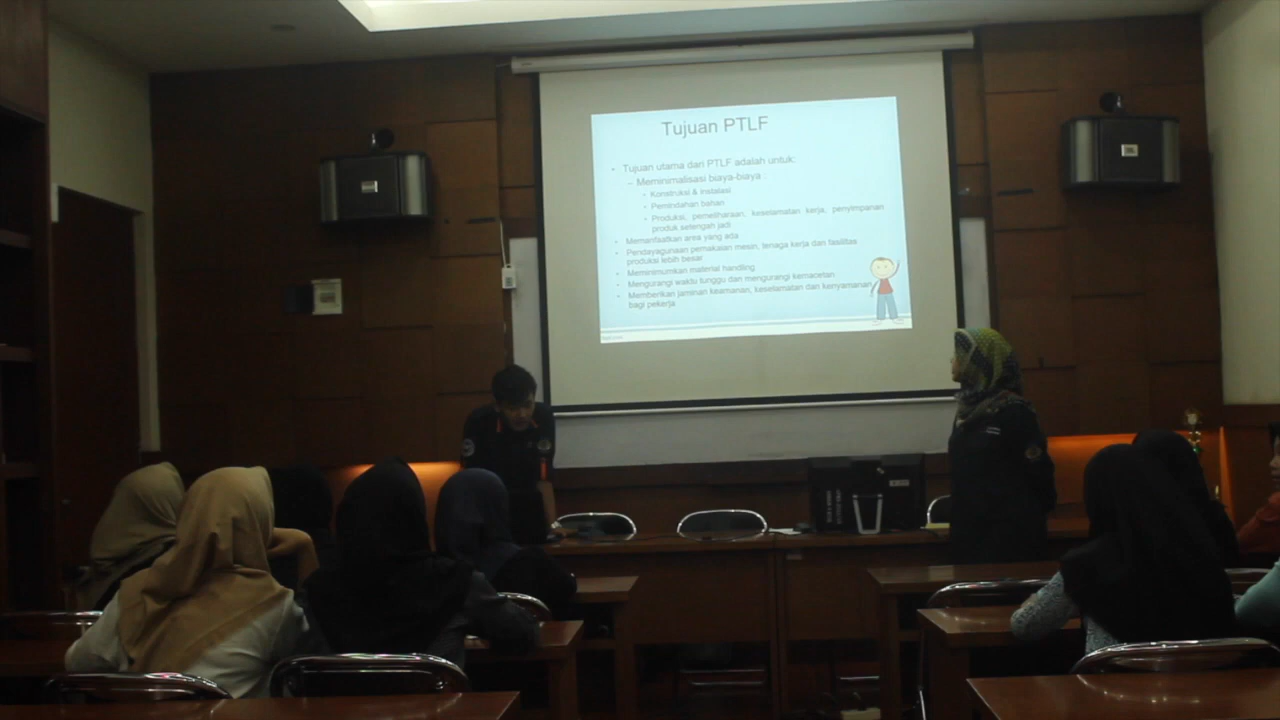 Tujuan PTLF
• Tujuan utama dari PTLF adalah untuk:
– Meminimalisasi biaya-biaya :
• Konstruksi & instalasi
• Pemindahan bahan
• Produksi, pemeliharaan, keselamatan kerja, penyimpanan
produk setengah jadi
• Memanfaatkan area yang ada
• Pendayagunaan pemakaian mesin, tenaga kerja dan fasilitas
produksi lebih besar
• Meminimumkan material handling
• Mengurangi waktu tunggu dan mengurangi kemacetan
• Memberikan jaminan keamanan, keselamatan dan kenyamanan
bagi pekerja